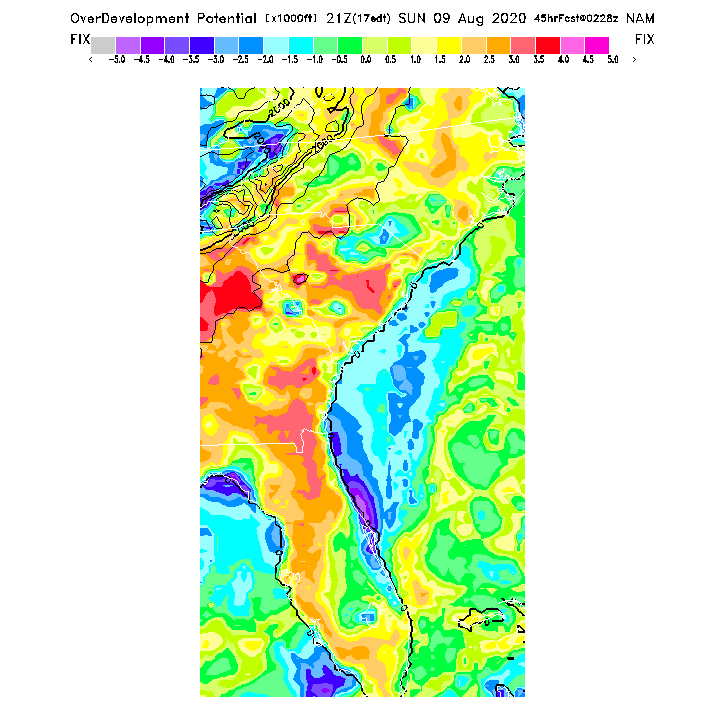 OverDevelopment Potential [x1000ft] 21Z(17edt) SUN 09 Aug 2020 45hrFcst@0228z NAM
FIX FIX
< -5.0 -4.5 -4.0 -3.5 -3.0 -2.5 -2.0 -1.5 -1.0 -0.5 0.0 0.5 1.0 1.5 2.0 2.5 3.0 3.5 4.0 4.5 5.0 >
2000